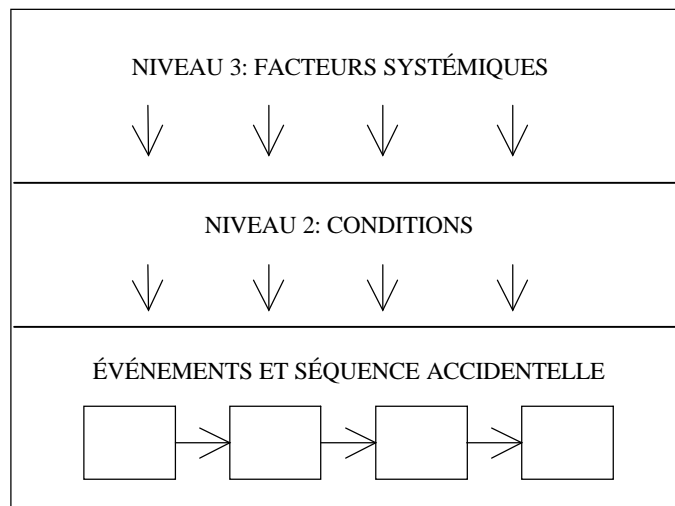 NIVEAU 3: FACTEURS SYSTÉMIQUES
NIVEAU 2: CONDITIONS
ÉVÉNEMENTS ET SÉQUENCE ACCIDENTELLE